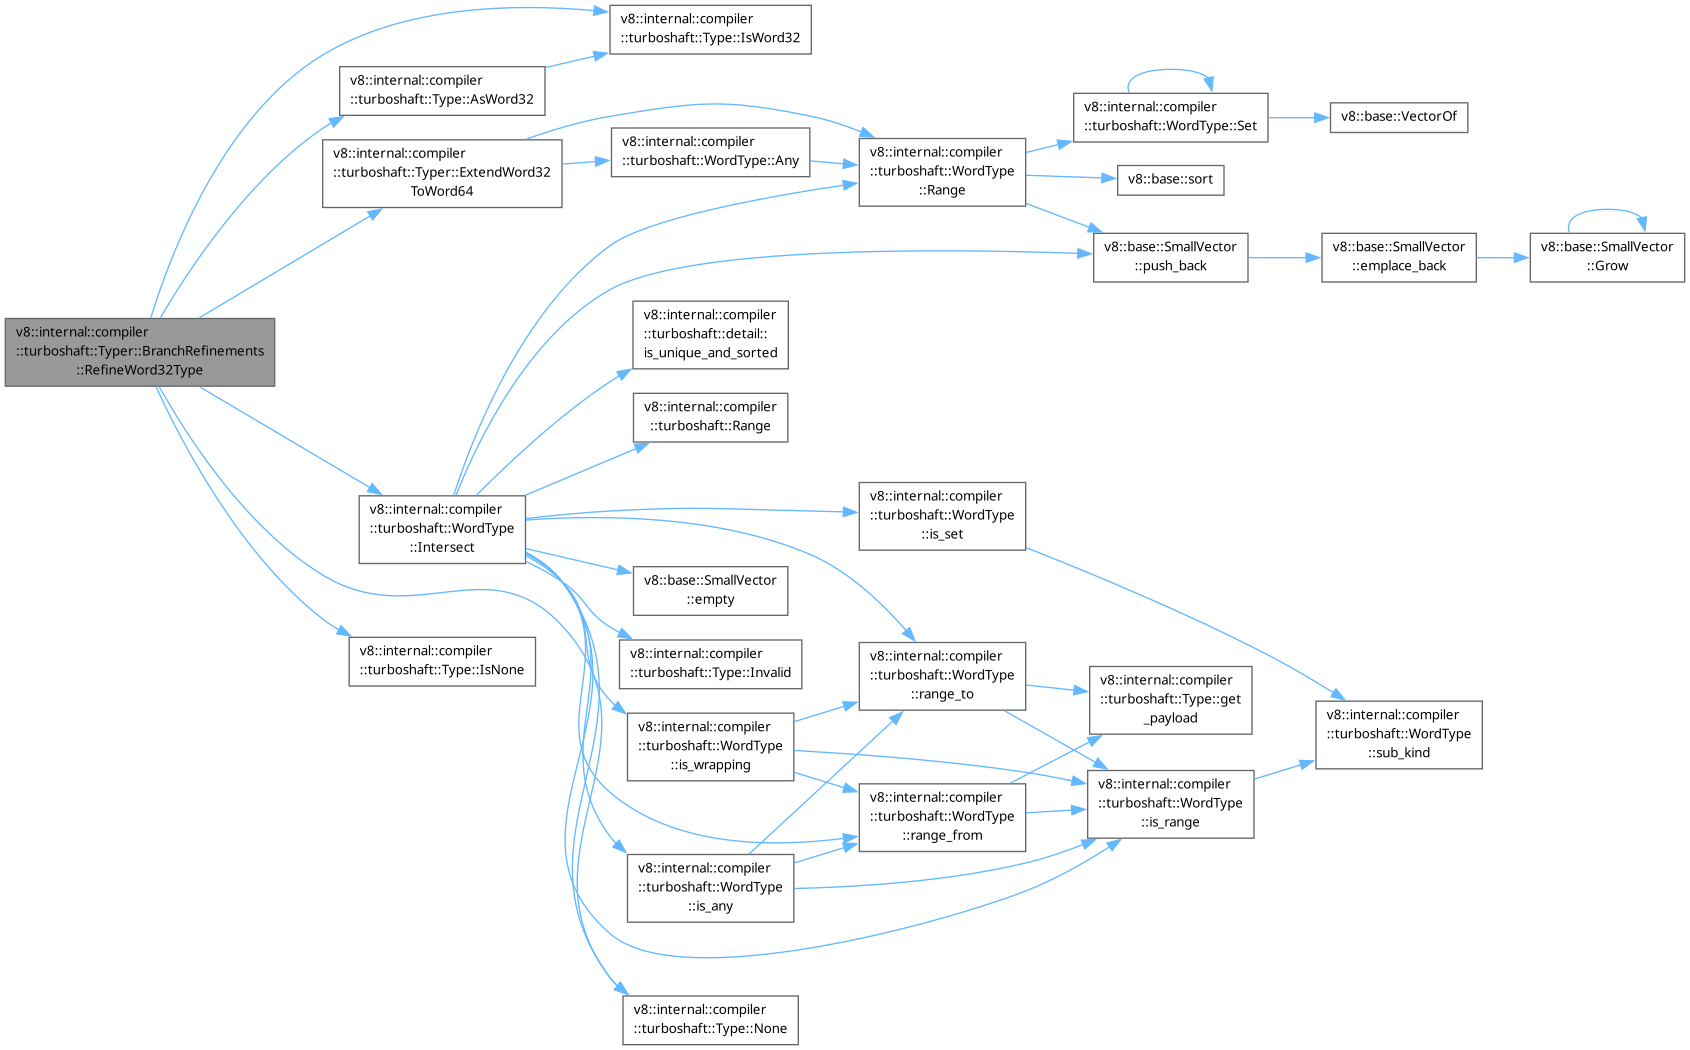 v8::internal::compiler
::turboshaft::Typer::BranchRefinements
::RefineWord32Type
v8::internal::compiler
::turboshaft::Type::IsWord32
v8::internal::compiler
::turboshaft::Type::AsWord32
v8::internal::compiler
::turboshaft::Typer::ExtendWord32
ToWord64
v8::internal::compiler
::turboshaft::WordType::Any
v8::internal::compiler
::turboshaft::WordType
::Range
v8::internal::compiler
::turboshaft::WordType::Set
v8::base::VectorOf
v8::base::sort
v8::base::SmallVector
::push_back
v8::base::SmallVector
::emplace_back
v8::base::SmallVector
::Grow
v8::internal::compiler
::turboshaft::detail::
is_unique_and_sorted
v8::internal::compiler
::turboshaft::Range
v8::internal::compiler
::turboshaft::WordType
::Intersect
v8::internal::compiler
::turboshaft::WordType
::is_set
v8::base::SmallVector
::empty
v8::internal::compiler
::turboshaft::Type::IsNone
v8::internal::compiler
::turboshaft::Type::Invalid
v8::internal::compiler
::turboshaft::WordType
::range_to
v8::internal::compiler
::turboshaft::Type::get
_payload
v8::internal::compiler
::turboshaft::WordType
::sub_kind
v8::internal::compiler
::turboshaft::WordType
::is_wrapping
v8::internal::compiler
::turboshaft::WordType
::range_from
v8::internal::compiler
::turboshaft::WordType
::is_range
v8::internal::compiler
::turboshaft::WordType
::is_any
v8::internal::compiler
::turboshaft::Type::None